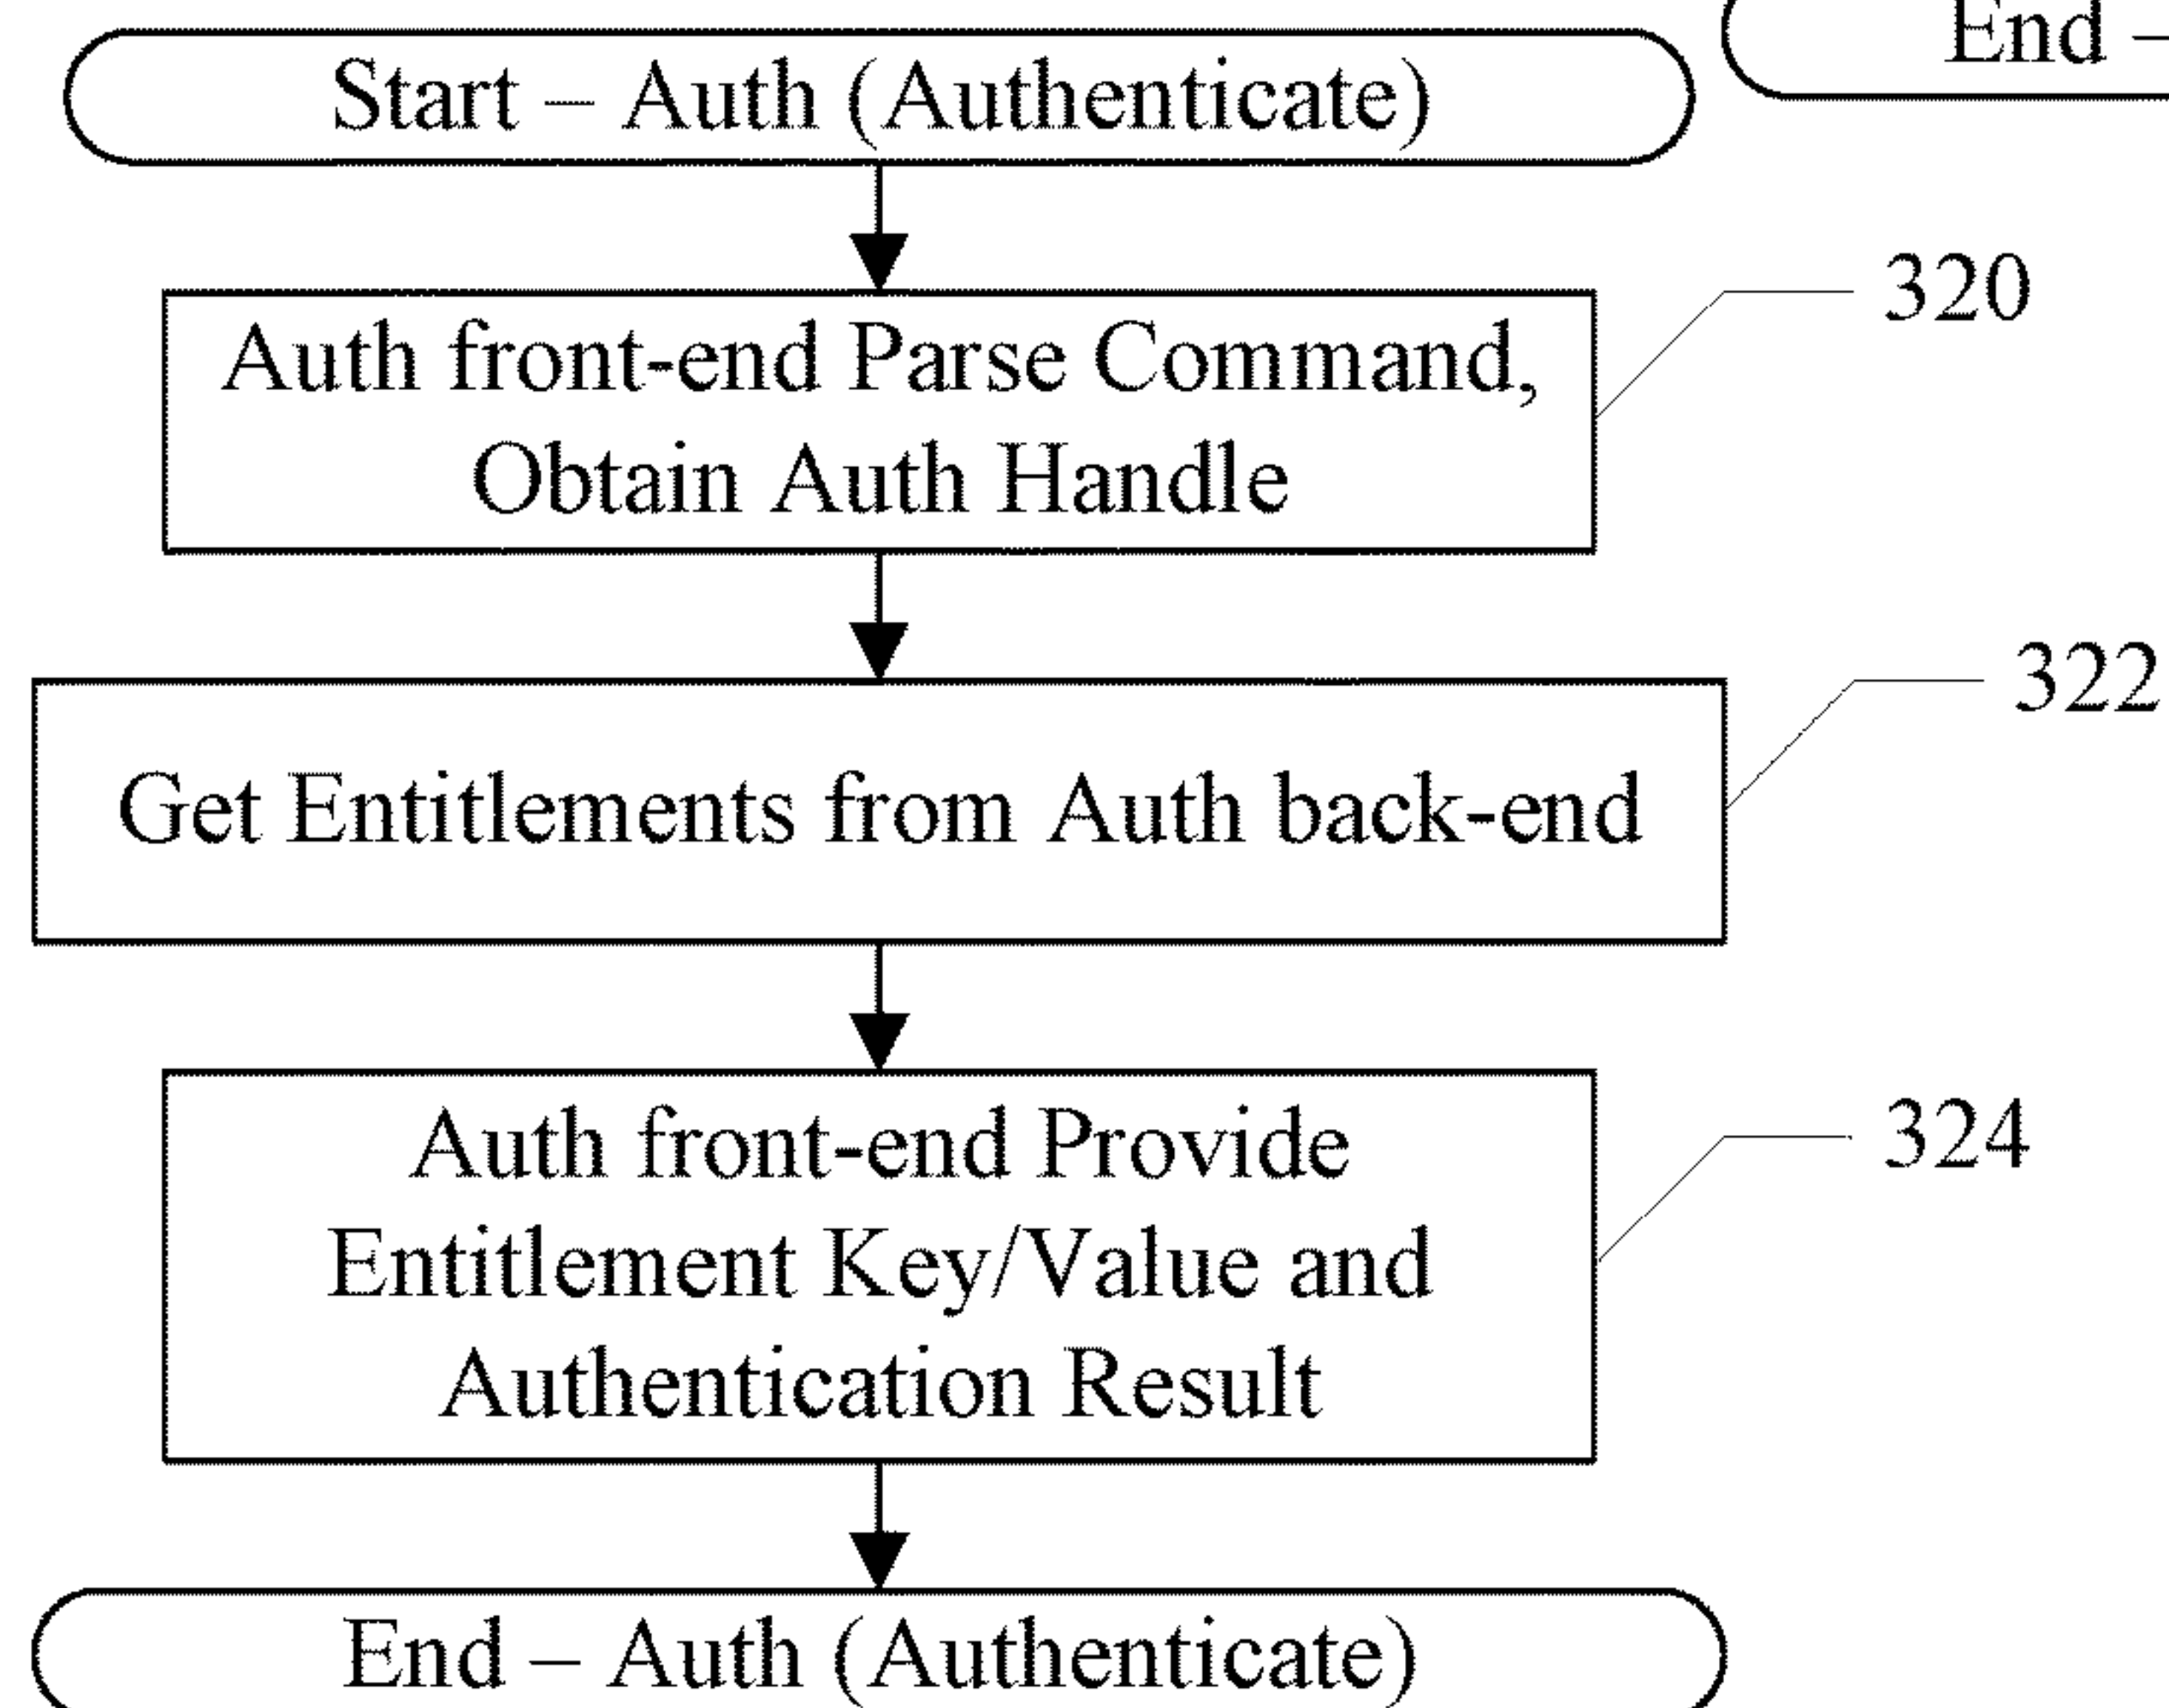 Start – Auth (Authenticate)
End –
320
Auth front-end Parse Command,
Obtain Auth Handle
322
Get Entitlements from Auth back-end
324
Auth front-end Provide
Entitlement Key/Value and
Authentication Result
End – Auth (Authenticate)